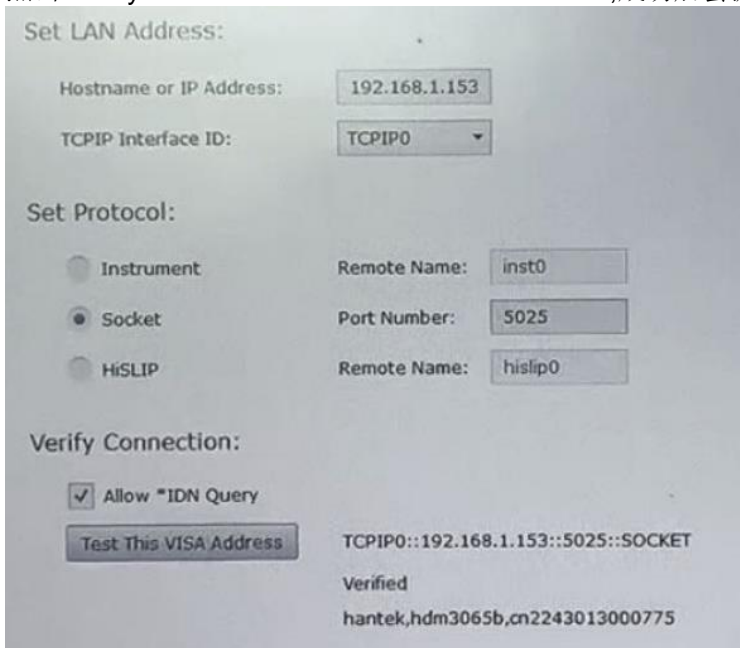 Set LAN Address:
Hostname or IP Address: 192.168.1.153
TCPIP Interface ID: TCPIP0
Set Protocol:
Instrument Remote Name: inst0
Socket Port Number: 5025
HiSLIP Remote Name: hislip0
Verify Connection:
Allow *IDN Query
Test This VISA Address TCPIP0::192.168.1.153::5025::SOCKET
Verified
hantek,hdm3065b,cn2243013000775